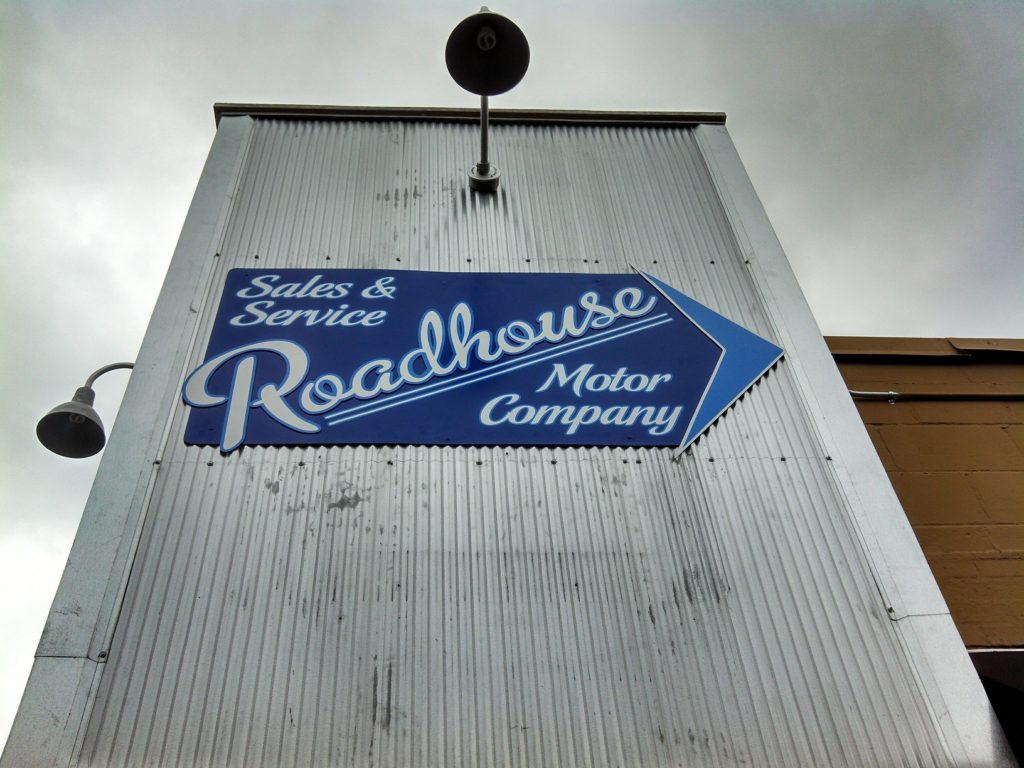 Sales &
Service
Roadhouse
Motor
Company